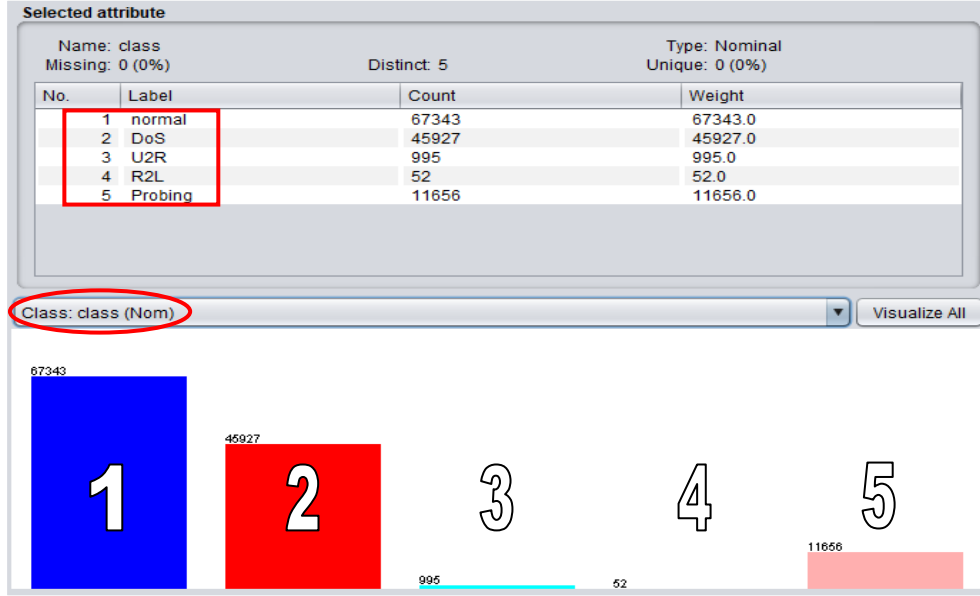 Selected attribute
Name: class Type: Nominal
Missing: 0 (0%) Distinct: 5 Unique: 0 (0%)
No. Label Count Weight
1 normal 67343 67343.0
2 DoS 45927 45927.0
3 U2R 995 995.0
4 R2L 52 52.0
5 Probing 11656 11656.0
Class: class (Nom) Visualize All
67343
45927
1 2 3 4 5
11656
995 52